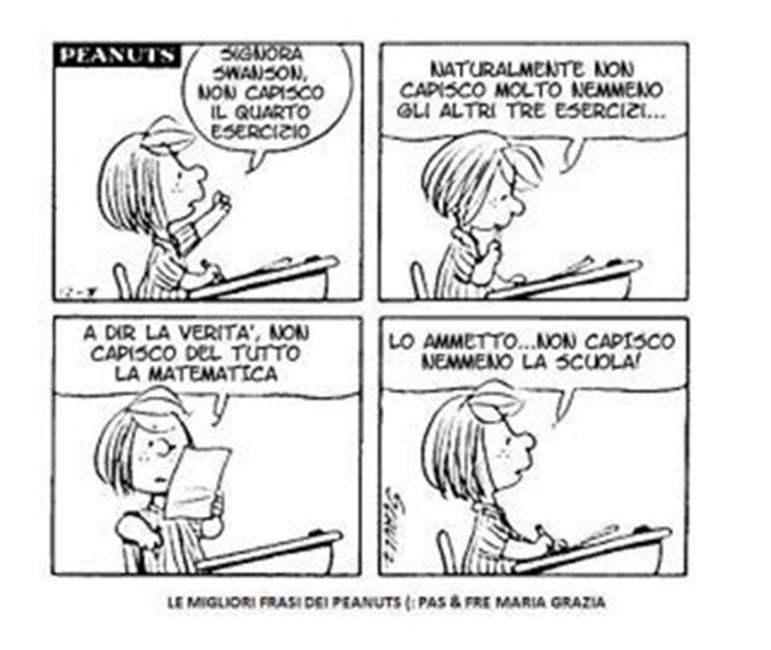 PEANUTS
SIGNORA
SWANSON,
NON CAPISCO
IL QUARTO
ESERCIZIO
NATURALMENTE NON
CAPISCO MOLTO NEMMENO
GLI ALTRI TRE ESERCIZI...
12-9
A DIR LA VERITA', NON
CAPISCO DEL TUTTO
LA MATEMATICA
LO AMMETTO...NON CAPISCO
NEMMENO LA SCUOLA!
SCHULZ
LE MIGLIORI FRASI DEI PEANUTS (: PAS & FRE MARIA GRAZIA